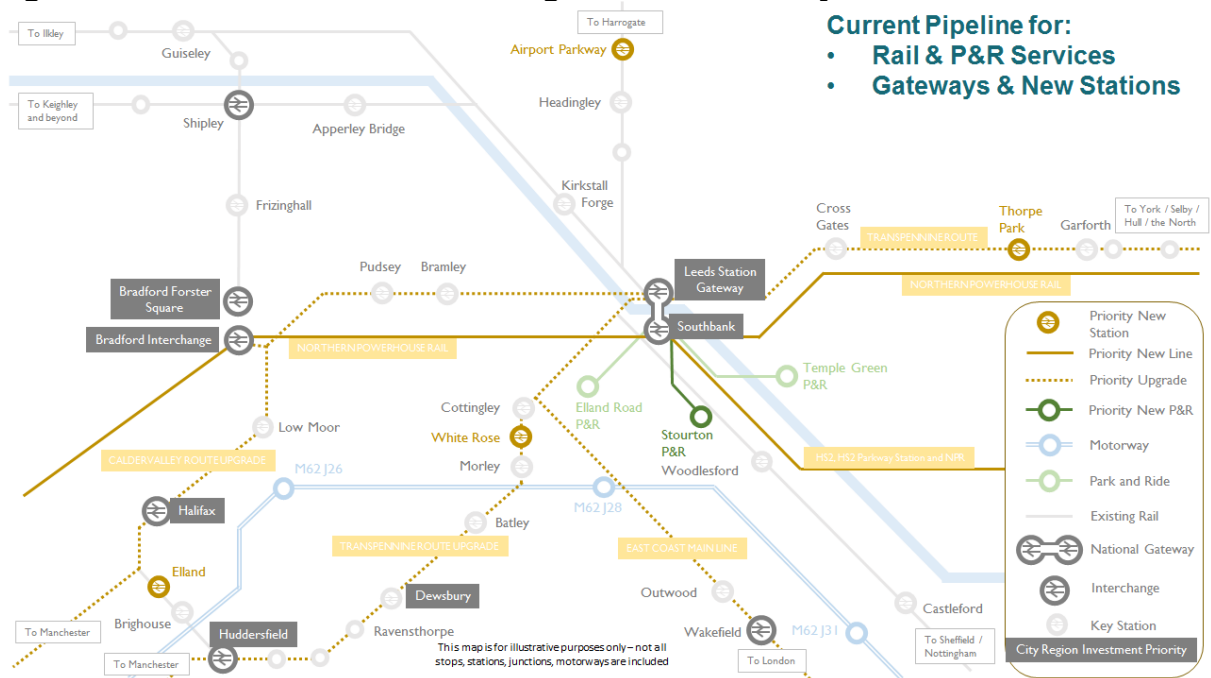 To Ilkley
Guiseley
To Harrogate
Airport Parkway
Current Pipeline for:
• Rail & P&R Services
• Gateways & New Stations
To Keighley
and beyond
Shipley
Apperley Bridge
Headingley
Frizinghall
Kirkstall
Forge
Cross
Gates
TRANSPENNINE ROUTE
Thorpe
Park
Garforth
To York / Selby /
Hull / the North
Pudsey
Bramley
Leeds Station
Gateway
NORTHERN POWERHOUSE RAIL
Bradford Forster
Square
Bradford Interchange
Southbank
NORTHERN POWERHOUSE RAIL
Temple Green
P&R
Elland Road
P&R
Stourton
P&R
Cottingley
White Rose
Morley
Woodlesford
HS2, HS2 Parkway Station and NPR
Low Moor
CALDERVALLEY ROUTE UPGRADE
M62 J26
M62 J28
Halifax
Batley
TRANSPENNINE ROUTE UPGRADE
EAST COAST MAIN LINE
Elland
Brighouse
Dewsbury
Outwood
Castleford
To Manchester
Huddersfield
Ravensthorpe
Wakefield
M62 J31
To Manchester
To London
To Sheffield /
Nottingham
This map is for illustrative purposes only – not all
stops, stations, junctions, motorways are included
Priority New
Station
Priority New Line
Priority Upgrade
Priority New P&R
Motorway
Park and Ride
Existing Rail
National Gateway
Interchange
Key Station
City Region Investment Priority